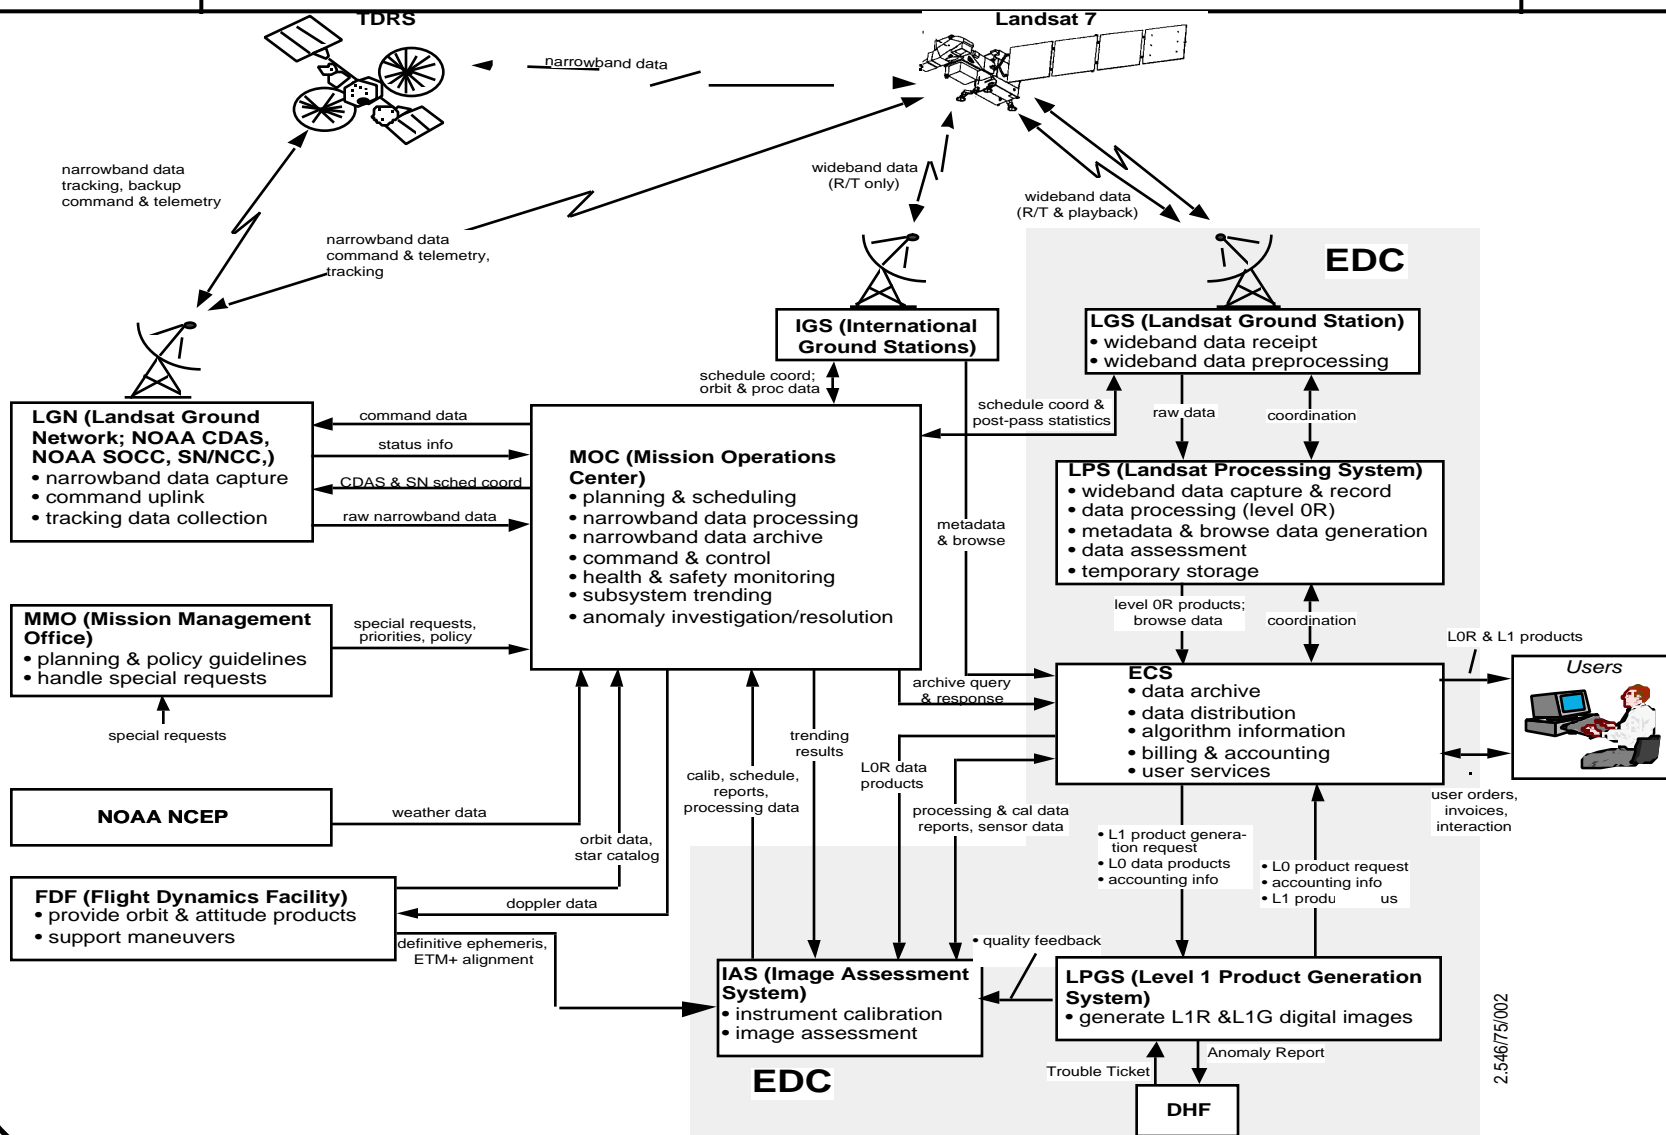 TDRS
Landsat 7
narrowband data
narrowband data
tracking, backup
command & telemetry
wideband data
(R/T only)
wideband data
(R/T & playback)
narrowband data
command & telemetry,
tracking
EDC
IGS (International
Ground Stations)
LGS (Landsat Ground Station)
• wideband data receipt
• wideband data preprocessing
schedule coord;
orbit & proc data
schedule coord &
post-pass statistics
raw data
coordination
LGN (Landsat Ground
Network; NOAA CDAS,
NOAA SOCC, SN/NCC,)
• narrowband data capture
• command uplink
• tracking data collection
command data
status info
CDAS & SN sched coord
raw narrowband data
MOC (Mission Operations
Center)
• planning & scheduling
• narrowband data processing
• narrowband data archive
• command & control
• health & safety monitoring
• subsystem trending
• anomaly investigation/resolution
metadata
& browse
LPS (Landsat Processing System)
• wideband data capture & record
• data processing (level 0R)
• metadata & browse data generation
• data assessment
• temporary storage
level 0R products;
browse data
coordination
L0R & L1 products
MMO (Mission Management
Office)
• planning & policy guidelines
• handle special requests
special requests,
priorities, policy
special requests
archive query
& response
ECS
• data archive
• data distribution
• algorithm information
• billing & accounting
• user services
Users
user orders,
invoices,
interaction
NOAA NCEP
weather data
orbit data,
star catalog
calib, schedule,
reports,
processing data
trending
results
L0R data
products
processing & cal data
reports, sensor data
• L1 product genera-
tion request
• L0 data products
• accounting info
• L0 product request
• accounting info
• L1 produ us
FDF (Flight Dynamics Facility)
• provide orbit & attitude products
• support maneuvers
doppler data
definitive ephemeris,
ETM+ alignment
• quality feedback
IAS (Image Assessment
System)
• instrument calibration
• image assessment
LPGS (Level 1 Product Generation
System)
• generate L1R &L1G digital images
EDC
Trouble Ticket
Anomaly Report
DHF
2.546/75/002